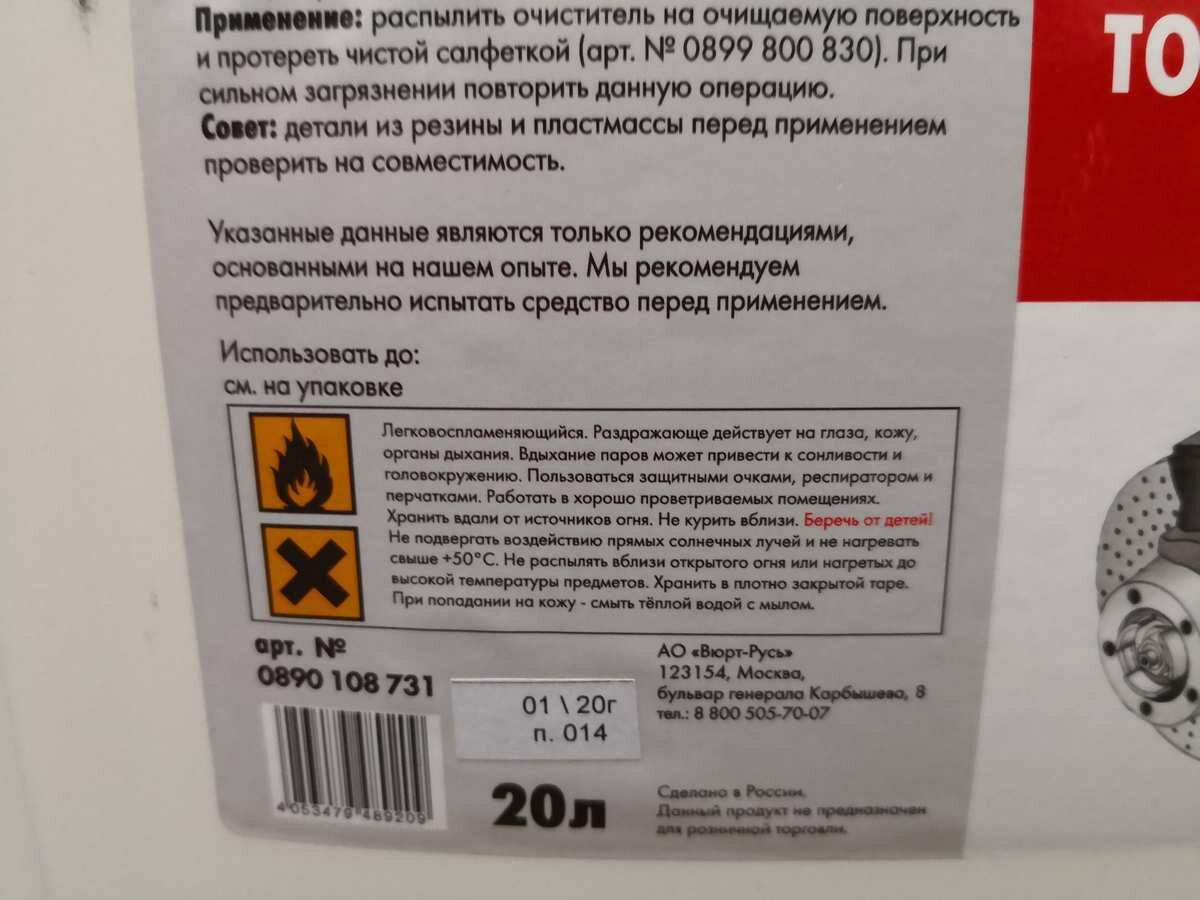 Применение: распылить очиститель на очищаемую поверхность
и протереть чистой салфеткой (арт. № 0899 800 830). При
сильном загрязнении повторить данную операцию.
Совет: детали из резины и пластмассы перед применением
проверить на совместимость.
Указанные данные являются только рекомендациями,
основанными на нашем опыте. Мы рекомендуем
предварительно испытать средство перед применением.
Использовать до:
см. на упаковке
Легковоспламеняющийся. Раздражающе действует на глаза, кожу,
органы дыхания. Вдыхание паров может привести к сонливости и
головокружению. Пользоваться защитными очками, респиратором и
перчатками. Работать в хорошо проветриваемых помещениях.
Хранить вдали от источников огня. Не курить вблизи. Беречь от детей!
Не подвергать воздействию прямых солнечных лучей и не нагревать
свыше +50°С. Не распылять вблизи открытого огня или нагретых до
высокой температуры предметов. Хранить в плотно закрытой таре.
При попадании на кожу - смыть тёплой водой с мылом.
арт. №
0890 108 731
4 053479 489209
01 \ 20г
п. 014
20л
АО «Вюрт-Русь»
123154, Москва,
бульвар генерала Карбышева, 8
тел.: 8 800 505-70-07
Сделано в России.
Данный продукт не предназначен
для розничной торговли.
ТО